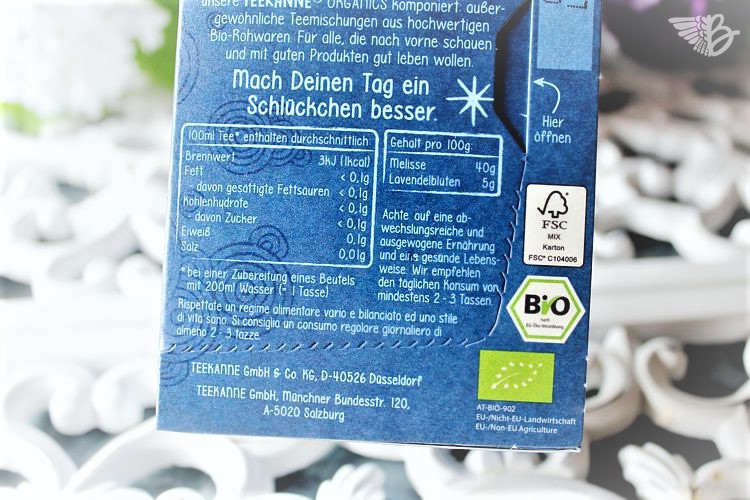 unsere TEEKANNE® ORGANICS komponiert: außer-
gewöhnliche Teemischungen aus hochwertigen
Bio-Rohwaren. Für alle, die nach vorne schauen
und mit guten Produkten gut leben wollen.
Mach Deinen Tag ein
Schlückchen besser.
Hier
öffnen
100ml Tee* enthalten durchschnittlich:
Brennwert 3kJ (1kcal)
Fett < 0,1g
davon gesättigte Fettsäuren < 0,1g
Kohlenhydrate < 0,1g
davon Zucker < 0,1g
Eiweiß 0,1g
Salz 0,01g
* bei einer Zubereitung eines Beutels
mit 200ml Wasser (= 1 Tasse)
Gehalt pro 100g:
Melisse 40g
Lavendelblüten 5g
Achte auf eine ab-
wechslungsreiche und
ausgewogene Ernährung
und eine gesunde Lebens-
weise. Wir empfehlen
den täglichen Konsum von
mindestens 2 - 3 Tassen.
Rispettate un regime alimentare vario e bilanciato ed uno stile
di vita sano. Si consiglia un consumo regolare giornaliero di
almeno 2 - 3 tazze.
TEEKANNE GmbH & Co. KG, D-40526 Düsseldorf
TEEKANNE GmbH, Münchner Bundesstr. 120,
A-5020 Salzburg
FSC
MIX
Karton
FSC® C104006
Bio
nach
EG-Öko-Verordnung
AT-BIO-902
EU-/Nicht-EU-Landwirtschaft
EU-/Non-EU Agriculture
B